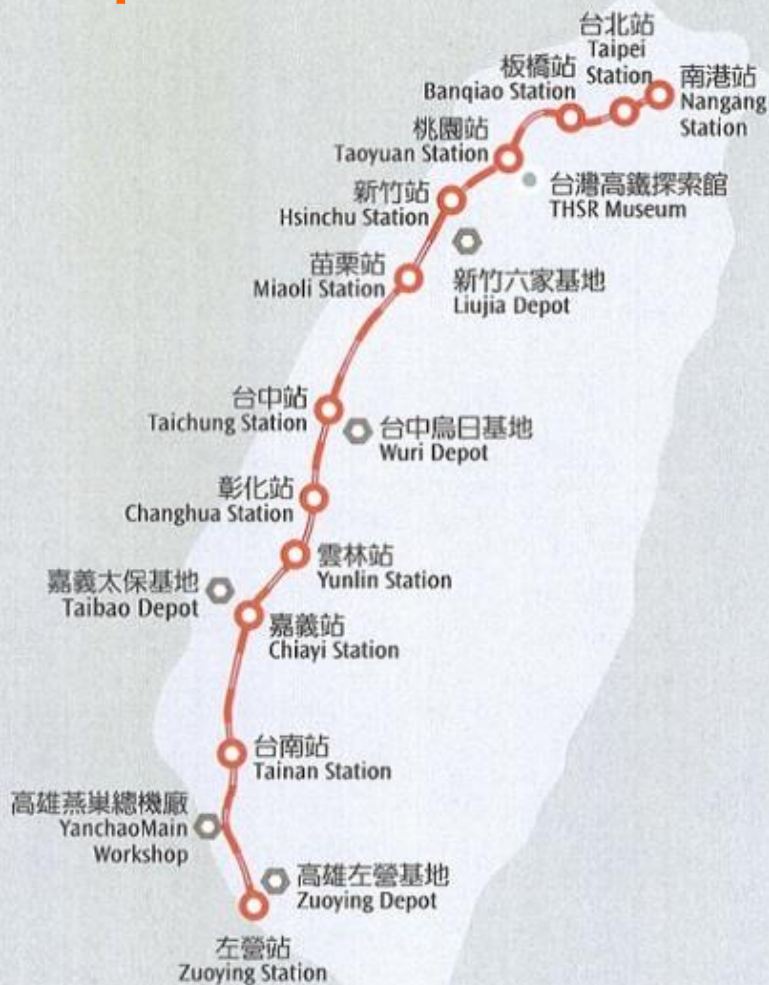 台北站
Taipei
Station
板橋站
Banqiao Station
南港站
Nangang
Station
桃園站
Taoyuan Station
台灣高鐵探索館
THSR Museum
新竹站
Hsinchu Station
新竹六家基地
Liujia Depot
苗栗站
Miaoli Station
台中站
Taichung Station
台中烏日基地
Wuri Depot
彰化站
Changhua Station
雲林站
Yunlin Station
嘉義太保基地
Taibao Depot
嘉義站
Chiayi Station
台南站
Tainan Station
高雄燕巢總機廠
YanchaoMain
Workshop
高雄左營基地
Zuoying Depot
左營站
Zuoying Station